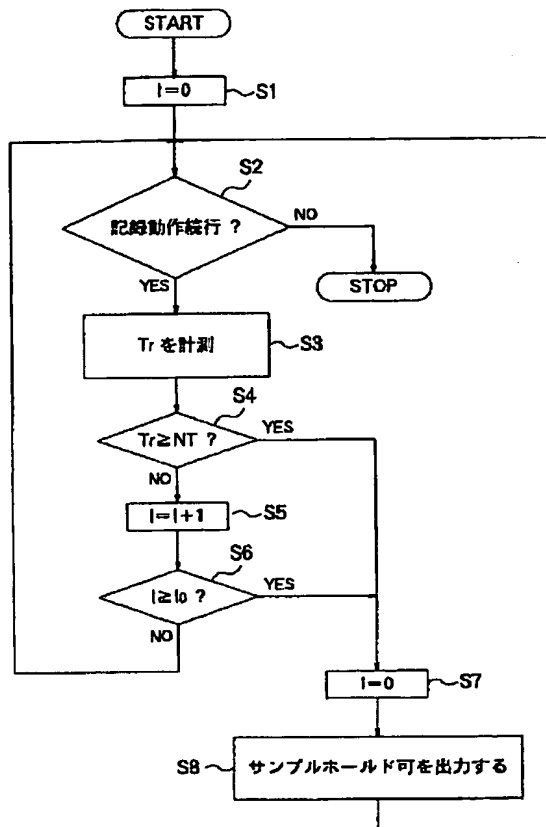 START
I=0
S1
S2
記録動作続行 ?
NO
YES
STOP
Tr を計測
S3
S4
Tr≧NT ?
YES
NO
I=I+1
S5
S6
I≧Io ?
YES
NO
I=0
S7
S8
サンプルホールド可を出力する